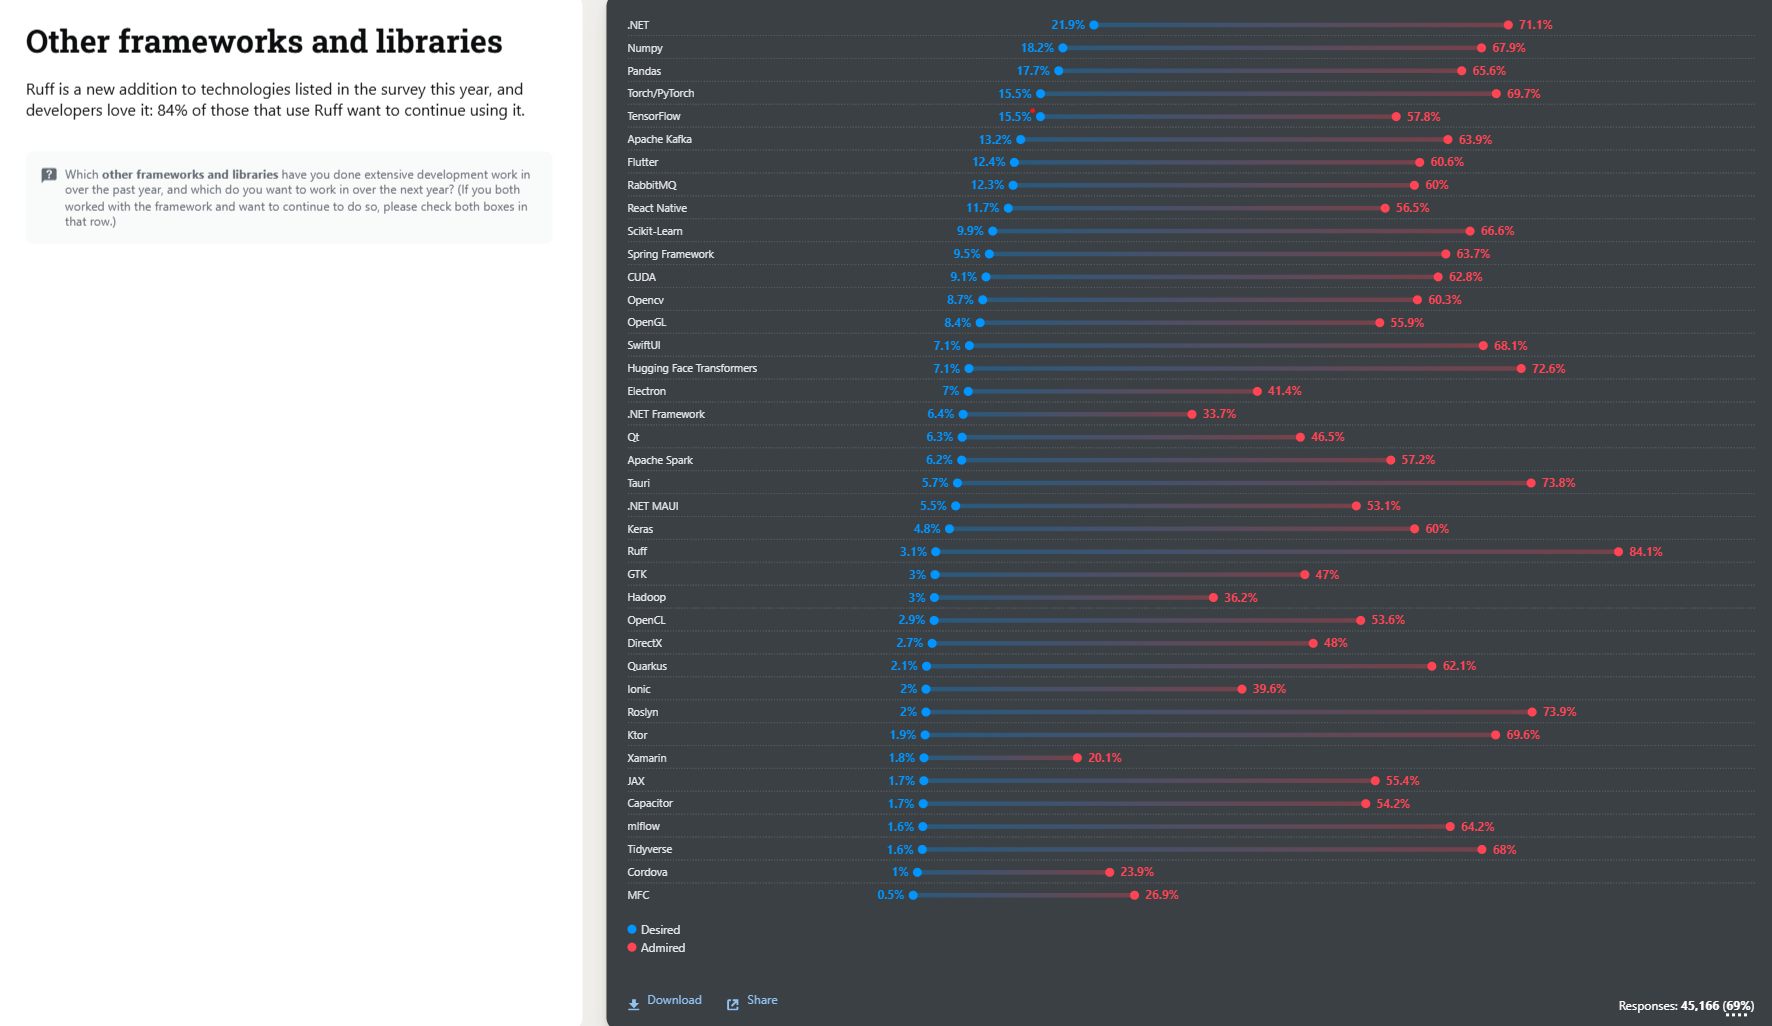 Other frameworks and libraries
Ruff is a new addition to technologies listed in the survey this year, and
developers love it: 84% of those that use Ruff want to continue using it.
Which other frameworks and libraries have you done extensive development work in
over the past year, and which do you want to work in over the next year? (If you both
worked with the framework and want to continue to do so, please check both boxes in
that row.)
.NET 21.9% 71.1%
Numpy 18.2% 67.9%
Pandas 17.7% 65.6%
Torch/PyTorch 15.5% 69.7%
TensorFlow 15.5% 57.8%
Apache Kafka 13.2% 63.9%
Flutter 12.4% 60.6%
RabbitMQ 12.3% 60%
React Native 11.7% 56.5%
Scikit-Learn 9.9% 66.6%
Spring Framework 9.5% 63.7%
CUDA 9.1% 62.8%
Opencv 8.7% 60.3%
OpenGL 8.4% 55.9%
SwiftUI 7.1% 68.1%
Hugging Face Transformers 7.1% 72.6%
Electron 7% 41.4%
.NET Framework 6.4% 33.7%
Qt 6.3% 46.5%
Apache Spark 6.2% 57.2%
Tauri 5.7% 73.8%
.NET MAUI 5.5% 53.1%
Keras 4.8% 60%
Ruff 3.1% 84.1%
GTK 3% 47%
Hadoop 3% 36.2%
OpenCL 2.9% 53.6%
DirectX 2.7% 48%
Quarkus 2.1% 62.1%
Ionic 2% 39.6%
Roslyn 2% 73.9%
Ktor 1.9% 69.6%
Xamarin 1.8% 20.1%
JAX 1.7% 55.4%
Capacitor 1.7% 54.2%
mlflow 1.6% 64.2%
Tidyverse 1.6% 68%
Cordova 1% 23.9%
MFC 0.5% 26.9%
Desired
Admired
Download Share
Responses: 45,166 (69%)